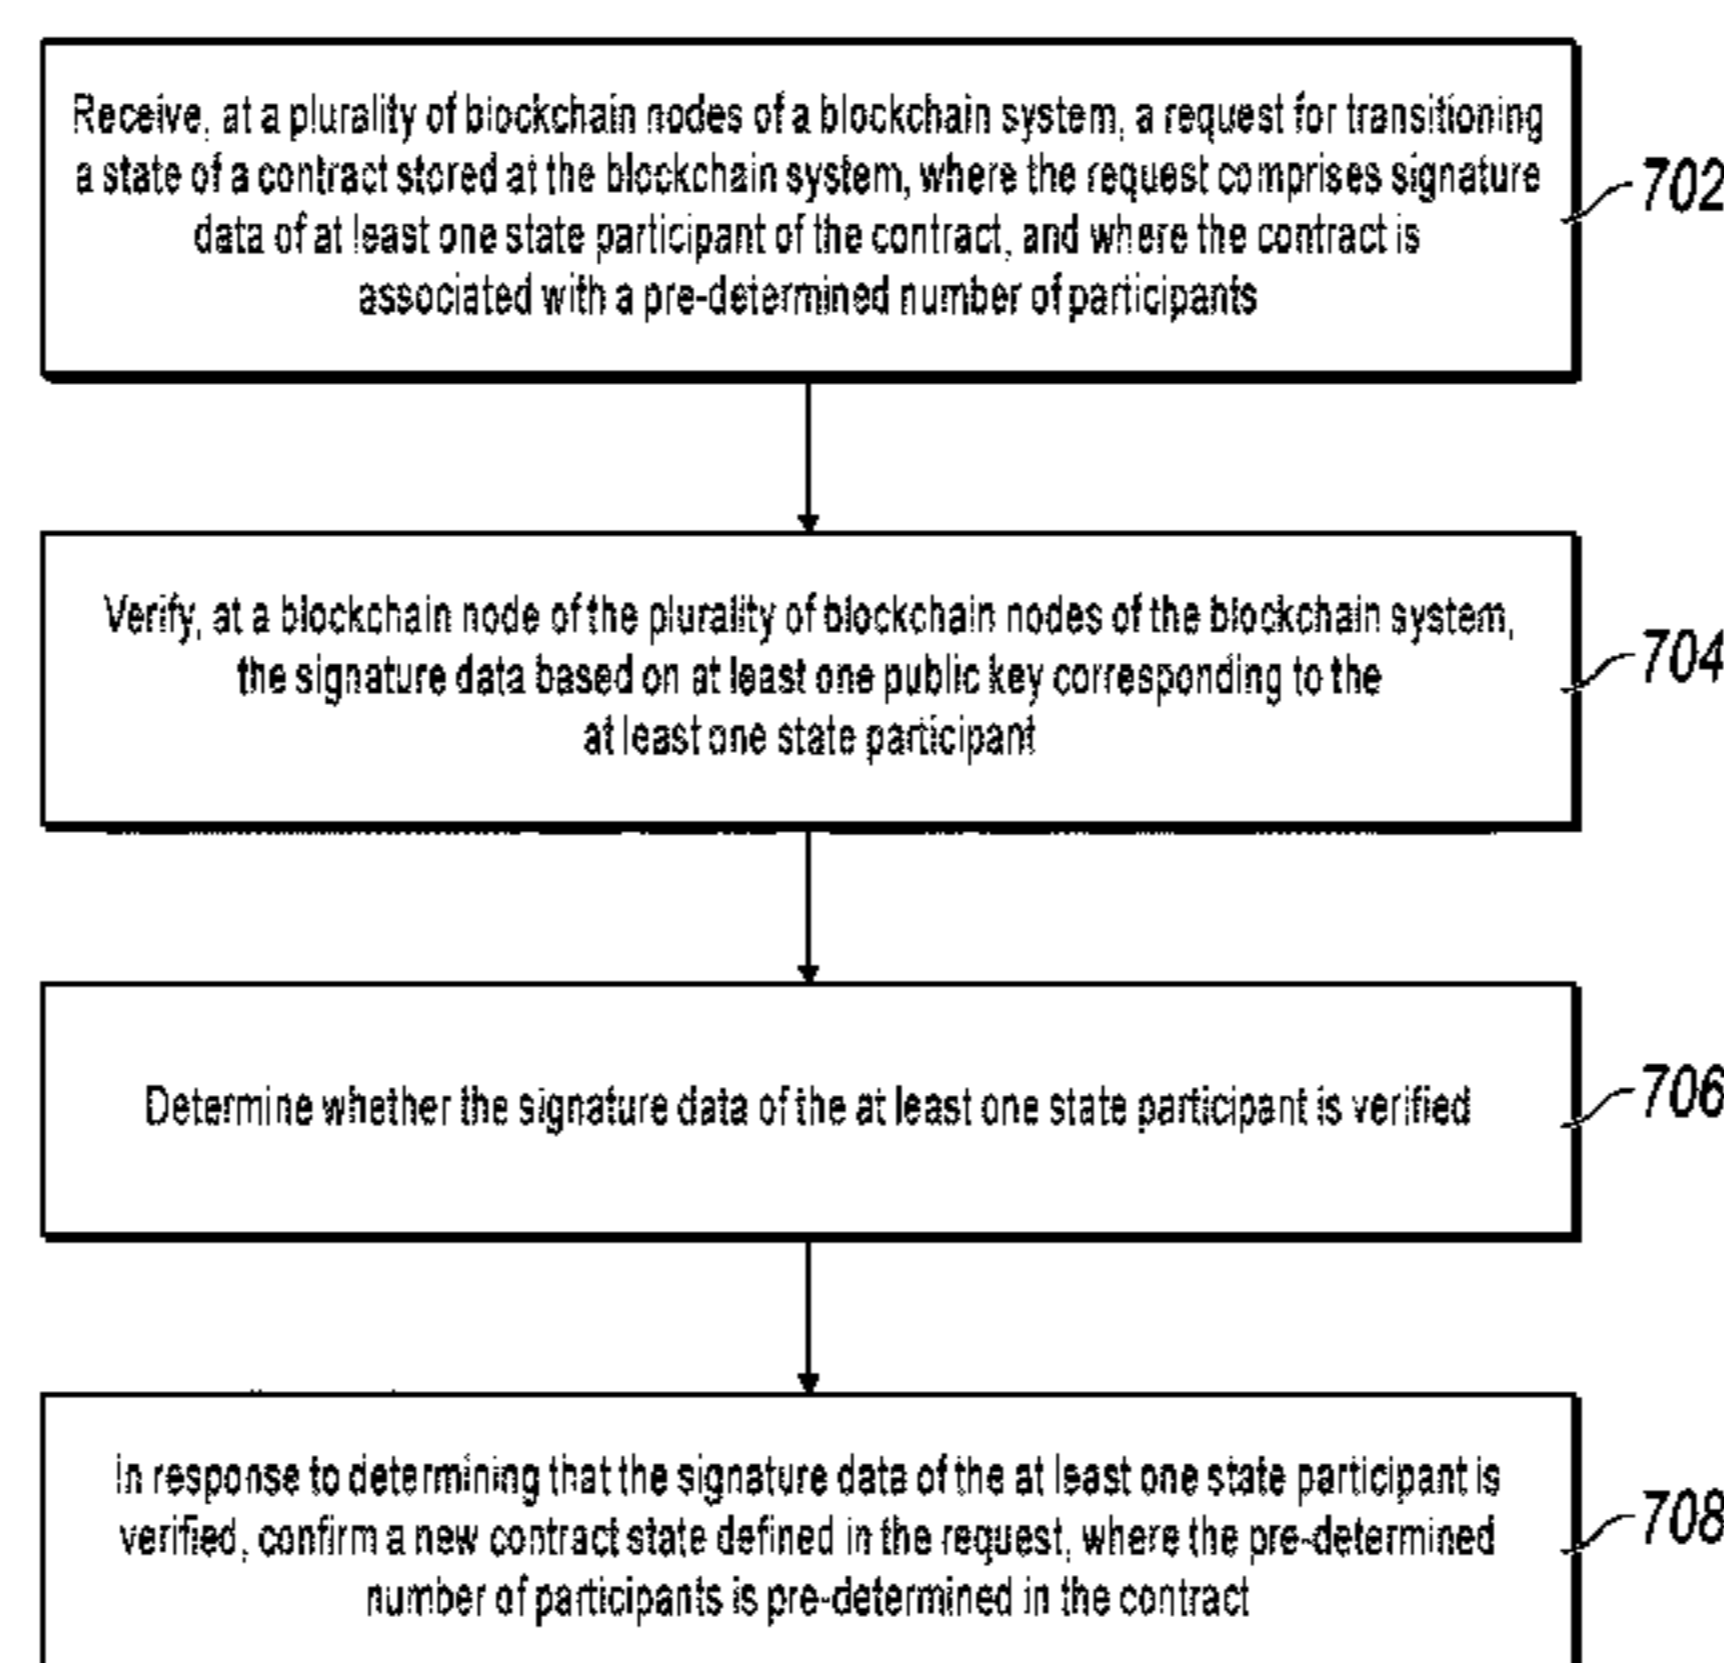 Receive, at a plurality of blockchain nodes of a blockchain system, a request for transitioning
a state of a contract stored at the blockchain system, where the request comprises signature
data of at least one state participant of the contract, and where the contract is
associated with a pre-determined number of participants
702
Verify, at a blockchain node of the plurality of blockchain nodes of the blockchain system,
the signature data based on at least one public key corresponding to the
at least one state participant
704
Determine whether the signature data of the at least one state participant is verified
706
In response to determining that the signature data of the at least one state participant is
verified, confirm a new contract state defined in the request, where the pre-determined
number of participants is pre-determined in the contract
708